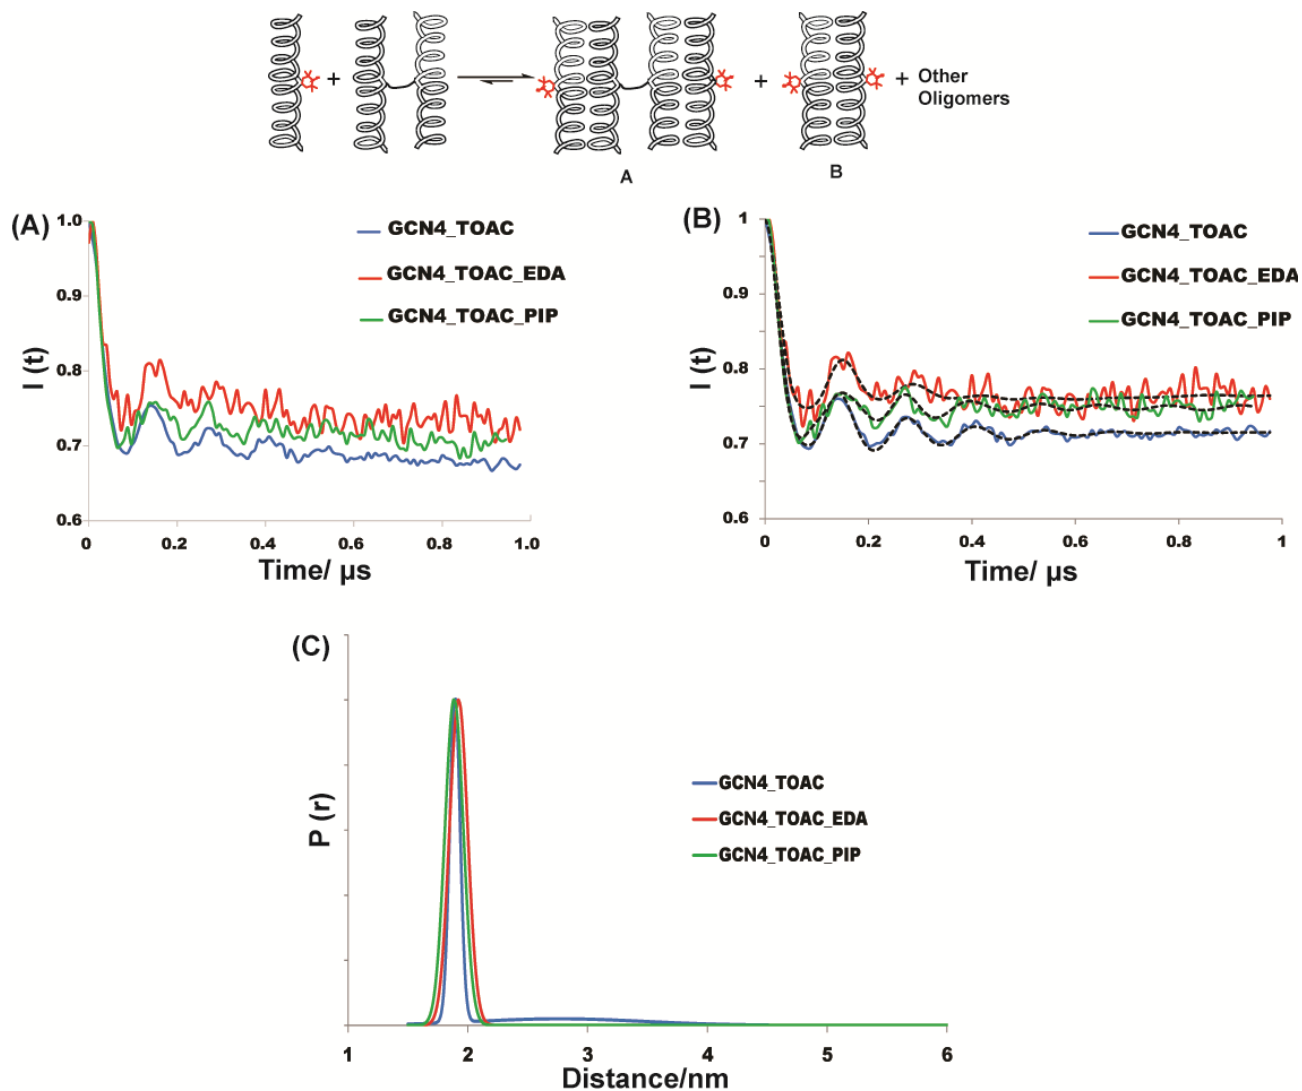 +
+
+ Other
Oligomers
A
B
(A)
GCN4_TOAC
GCN4_TOAC_EDA
GCN4_TOAC_PIP
1.0
0.9
0.8
0.7
0.6
I (t)
0 0.2 0.4 0.6 0.8 1.0
Time/ µs
(B)
GCN4_TOAC
GCN4_TOAC_EDA
GCN4_TOAC_PIP
1
0.9
0.8
0.7
0.6
I (t)
0 0.2 0.4 0.6 0.8 1
Time/ µs
(C)
GCN4_TOAC
GCN4_TOAC_EDA
GCN4_TOAC_PIP
P (r)
1 2 3 4 5 6
Distance/nm